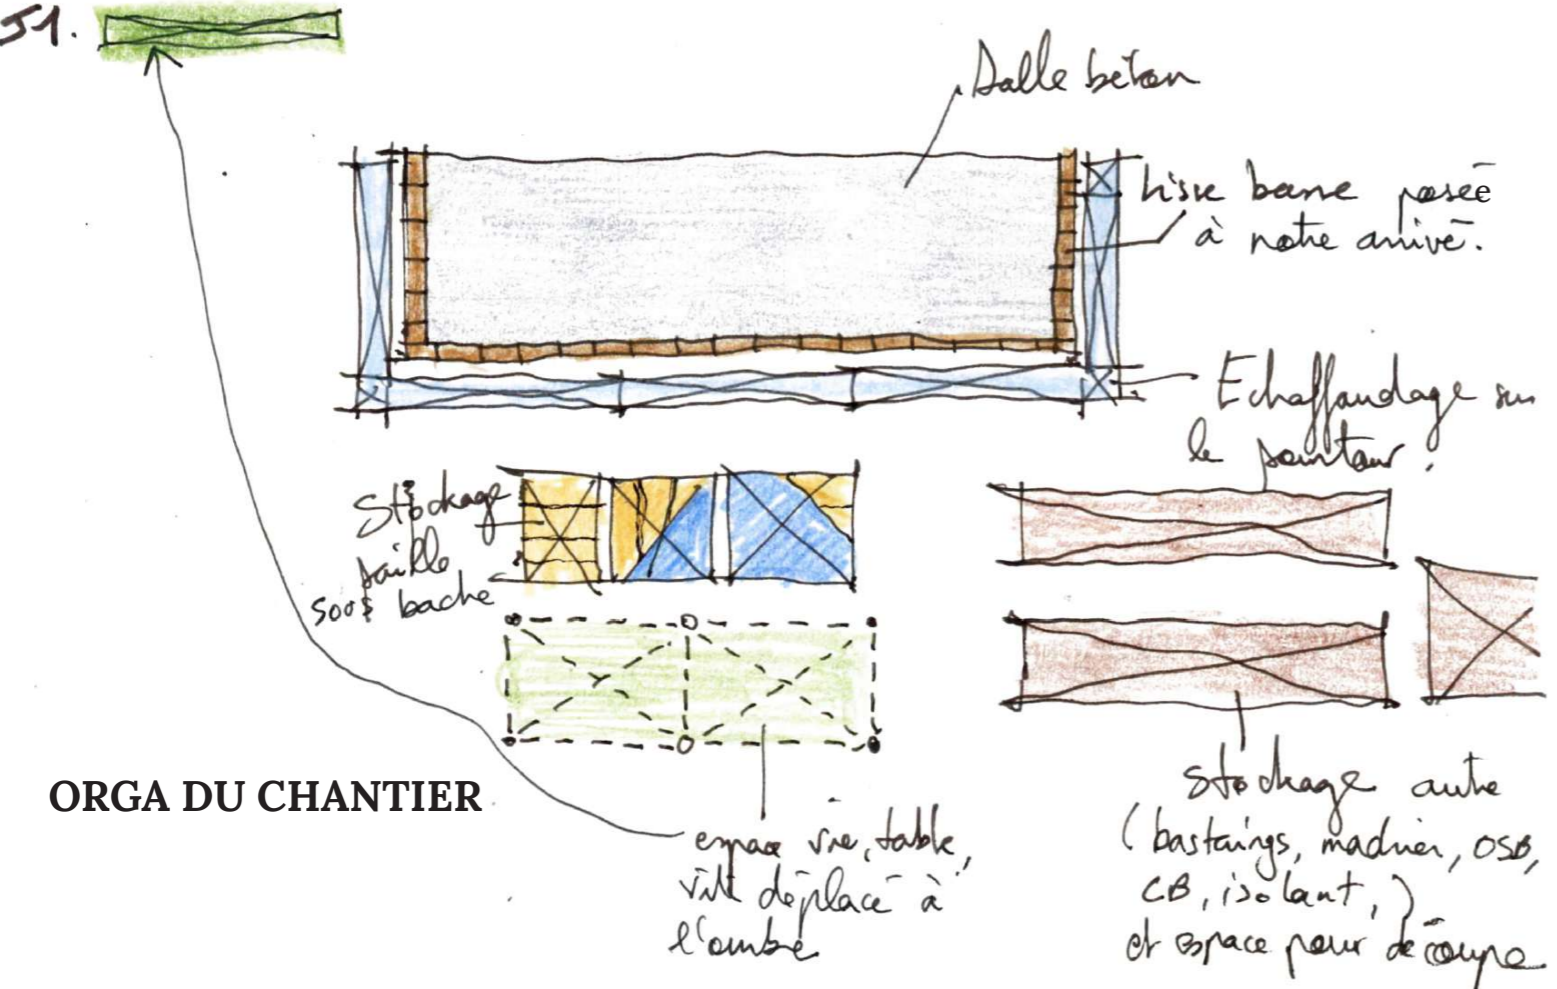 J1.
Dalle béton
Lisse basse posée
à notre arrivé.
Echaffaudage sur
le pourtour.
Stockage
paille
sous bache
ORGA DU CHANTIER
espace vie, table,
vite déplacé à
l'ombre
Stockage autre
(bastaings, madrier, OSB,
CB, isolant,)
et espace pour découpe